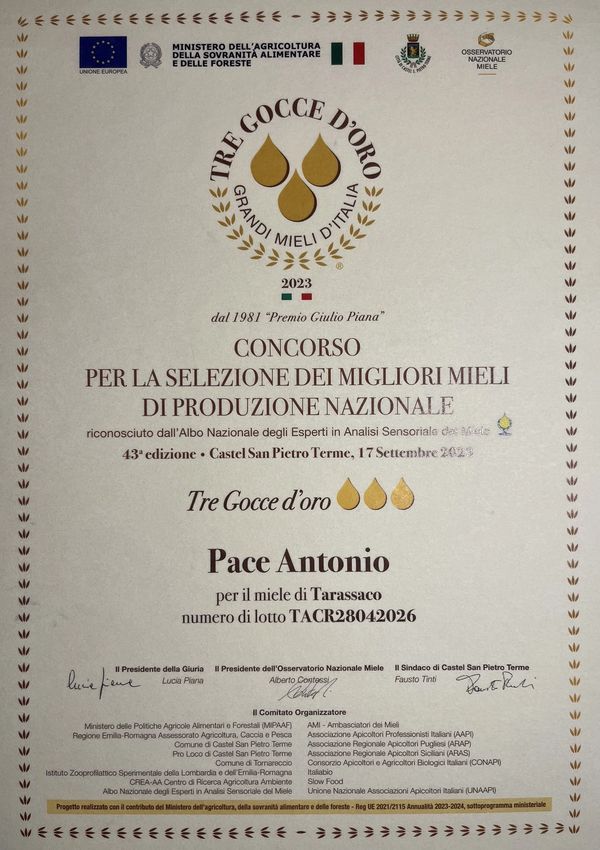 UNIONE EUROPEA
MINISTERO DELL'AGRICOLTURA
DELLA SOVRANITÀ ALIMENTARE
E DELLE FORESTE
OSSERVATORIO
NAZIONALE
MIELE
TRE GOCCE D'ORO
GRANDI MIELI D'ITALIA
®
2023
dal 1981 "Premio Giulio Piana"
CONCORSO
PER LA SELEZIONE DEI MIGLIORI MIELI
DI PRODUZIONE NAZIONALE
riconosciuto dall'Albo Nazionale degli Esperti in Analisi Sensoriale del Miele
43ª edizione • Castel San Pietro Terme, 17 Settembre 2023
Tre Gocce d'oro
Pace Antonio
per il miele di Tarassaco
numero di lotto TACR28042026
Il Presidente della Giuria Il Presidente dell'Osservatorio Nazionale Miele Il Sindaco di Castel San Pietro Terme
Lucia Piana Alberto Contessi Fausto Tinti
Il Comitato Organizzatore
Ministero delle Politiche Agricole Alimentari e Forestali (MIPAAF) AMI - Ambasciatori dei Mieli
Regione Emilia-Romagna Assessorato Agricoltura, Caccia e Pesca Associazione Apicoltori Professionisti Italiani (AAPI)
Comune di Castel San Pietro Terme Associazione Regionale Apicoltori Pugliesi (ARAP)
Pro Loco di Castel San Pietro Terme Associazione Regionale Apicoltori Siciliani (ARAS)
Comune di Tornareccio Consorzio Apicoltori e Agricoltori Biologici Italiani (CONAPI)
Istituto Zooprofilattico Sperimentale della Lombardia e dell'Emilia-Romagna Italiabio
CREA-AA Centro di Ricerca Agricoltura Ambiente Slow Food
Albo Nazionale degli Esperti in Analisi Sensoriale del Miele Unione Nazionale Associazioni Apicoltori Italiani (UNAAPI)
Progetto realizzato con il contributo del Ministero dell'agricoltura, della sovranità alimentare e delle foreste - Reg UE 2021/2115 Annualità 2023-2024, sottoprogramma ministeriale